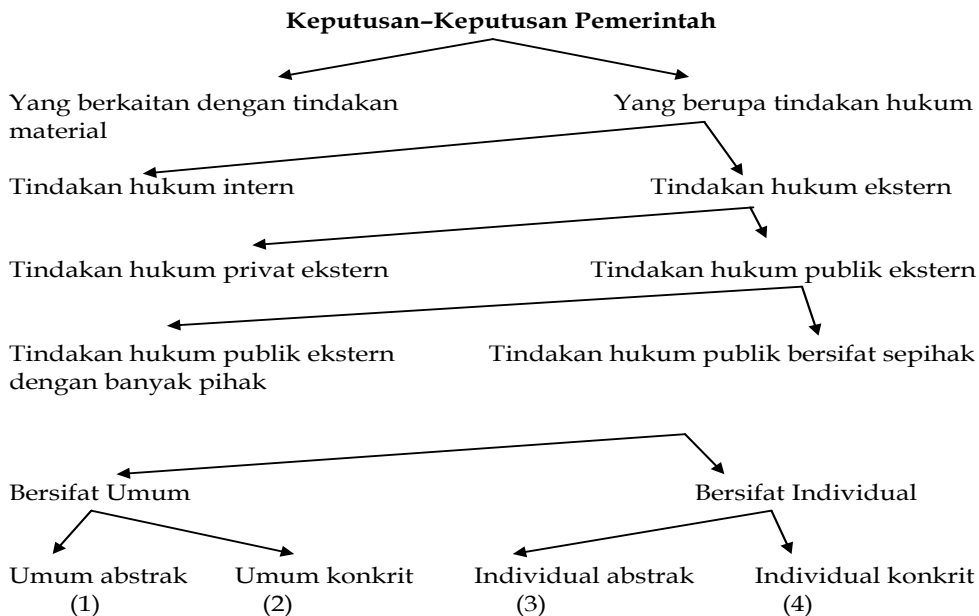 Keputusan–Keputusan Pemerintah
Yang berkaitan dengan tindakan material
Yang berupa tindakan hukum
Tindakan hukum intern
Tindakan hukum ekstern
Tindakan hukum privat ekstern
Tindakan hukum publik ekstern
Tindakan hukum publik ekstern
dengan banyak pihak
Tindakan hukum publik bersifat sepihak
Bersifat Umum
Bersifat Individual
Umum abstrak
(1)
Umum konkrit
(2)
Individual abstrak
(3)
Individual konkrit
(4)